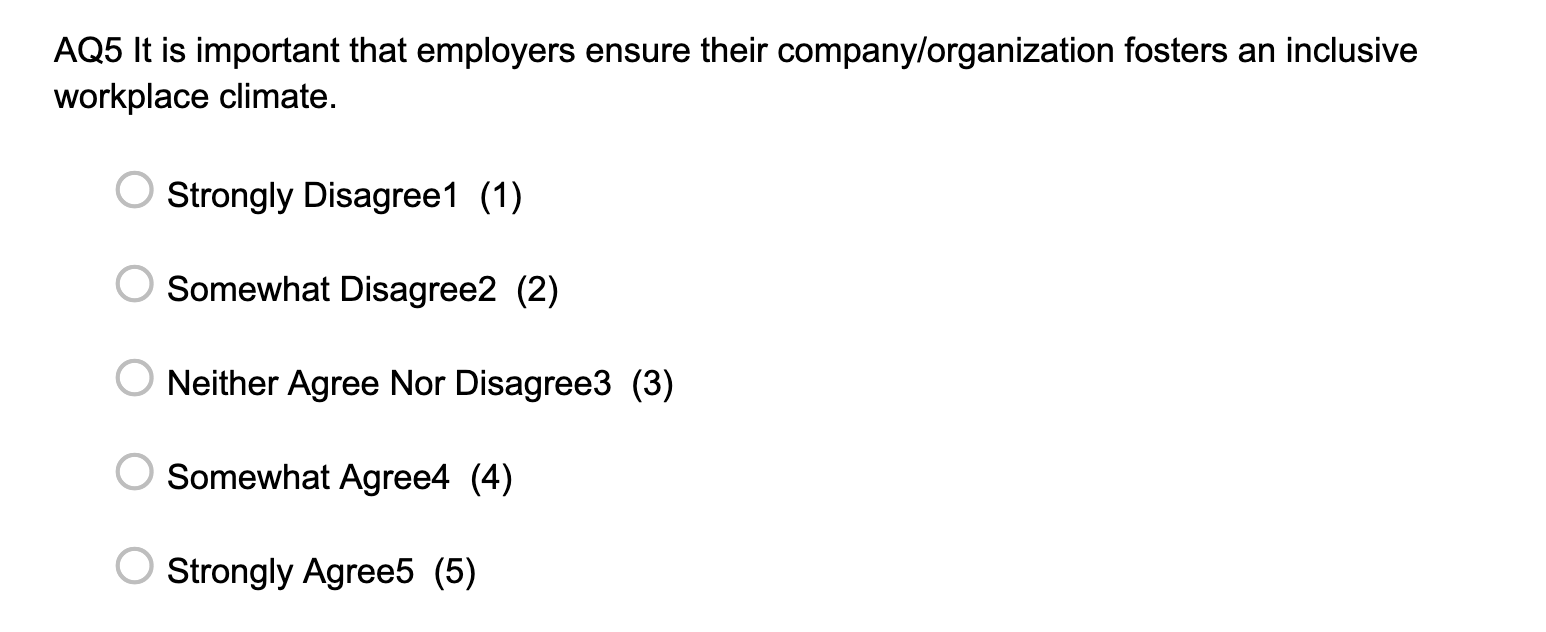 AQ5 It is important that employers ensure their company/organization fosters an inclusive
workplace climate.
Strongly Disagree1 (1)
Somewhat Disagree2 (2)
Neither Agree Nor Disagree3 (3)
Somewhat Agree4 (4)
Strongly Agree5 (5)